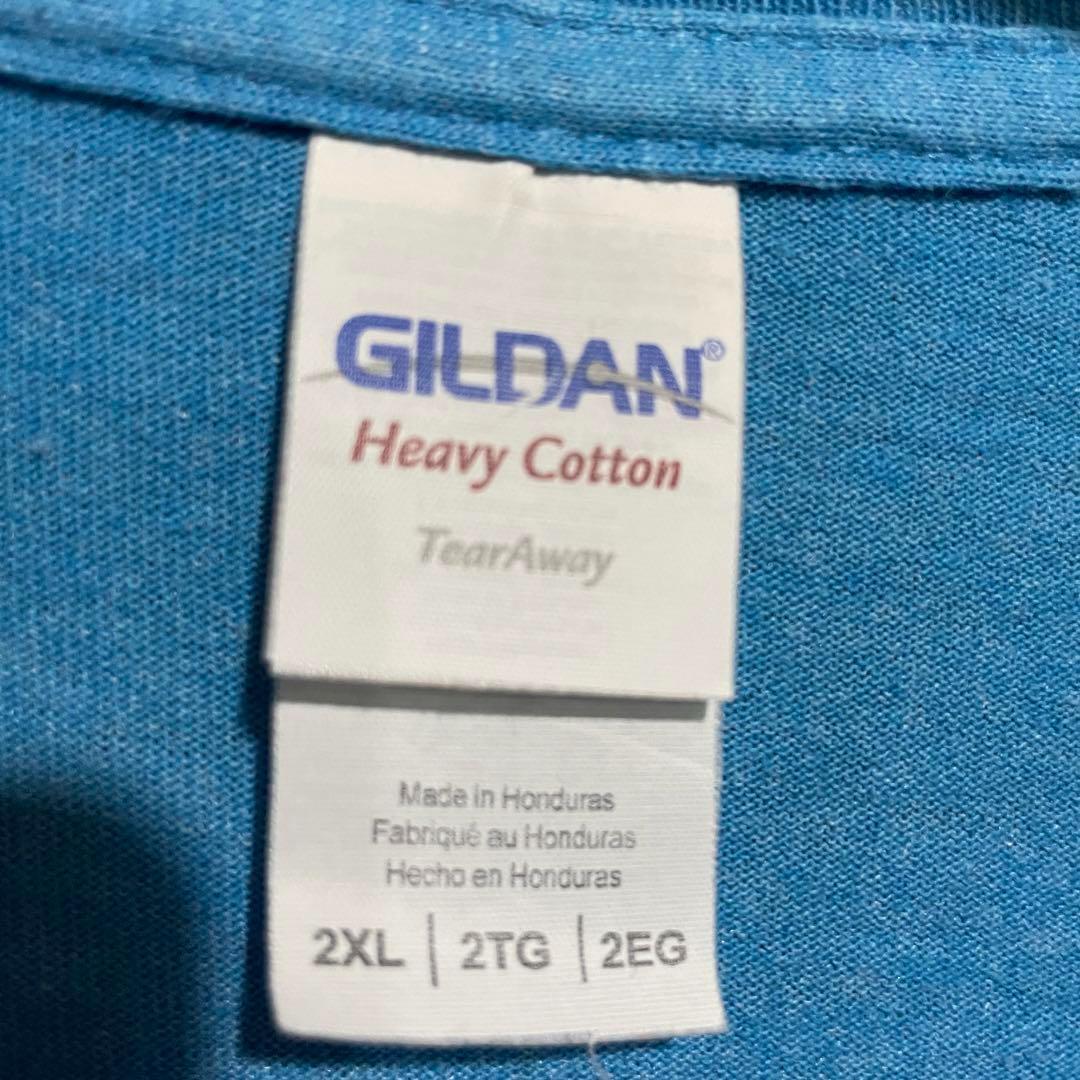 GILDAN®
Heavy Cotton
TearAway
Made in Honduras
Fabriqué au Honduras
Hecho en Honduras
2XL | 2TG | 2EG